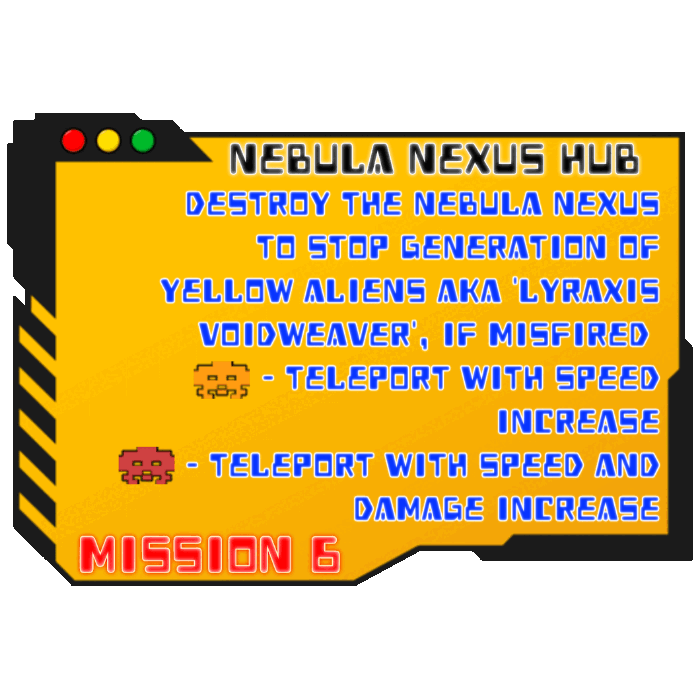 NEBULA NEXUS HUB
DESTROY THE NEBULA NEXUS
TO STOP GENERATION OF
YELLOW ALIENS AKA 'LYRAXIS
VOIDWEAVER', IF MISFIRED
- TELEPORT WITH SPEED
INCREASE
- TELEPORT WITH SPEED AND
DAMAGE INCREASE
MISSION 6